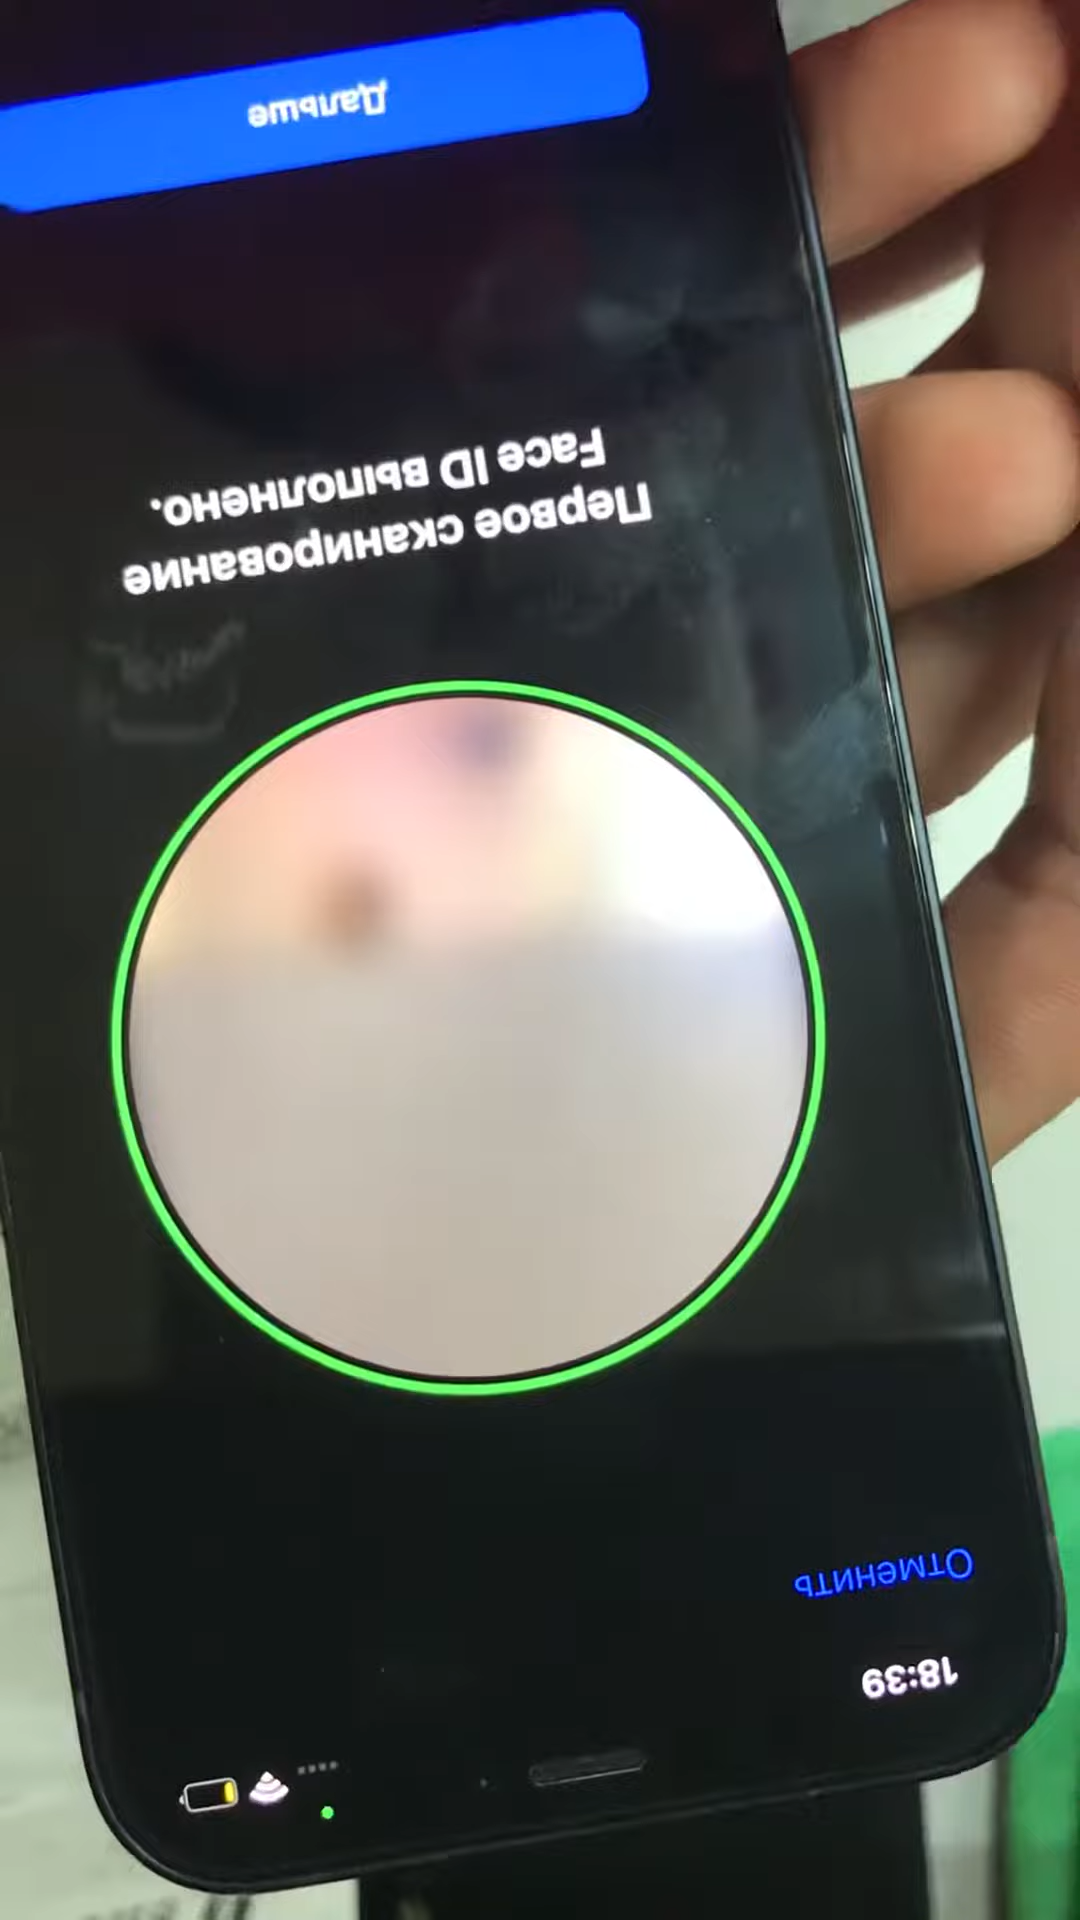 18:39
Отменить
Первое сканирование
Face ID выполнено.
Дальше